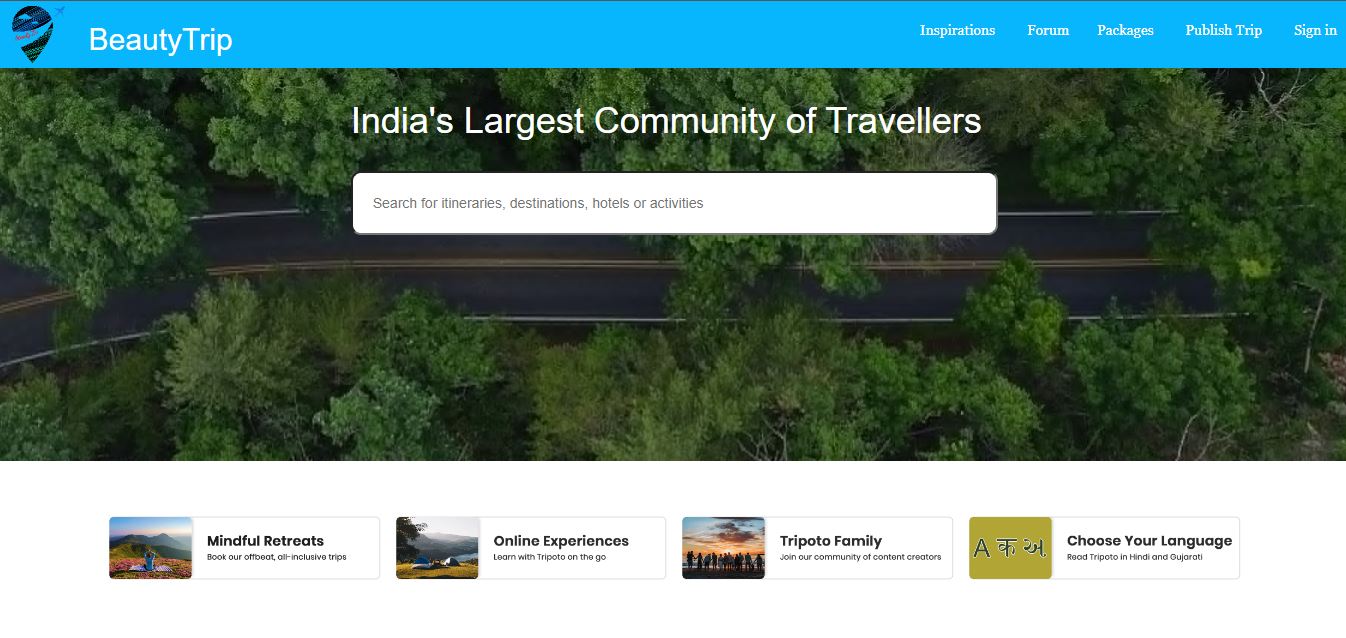 BeautyTrip
Inspirations Forum Packages Publish Trip Sign in
India's Largest Community of Travellers
Search for itineraries, destinations, hotels or activities
Mindful Retreats
Book our offbeat, all-inclusive trips
Online Experiences
Learn with Tripoto on the go
Tripoto Family
Join our community of content creators
A क અ
Choose Your Language
Read Tripoto in Hindi and Gujarati